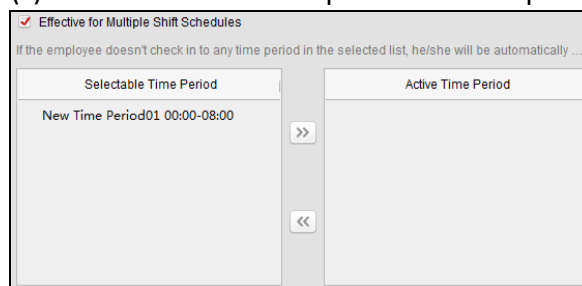 Effective for Multiple Shift Schedules
If the employee doesn't check in to any time period in the selected list, he/she will be automatically ...
Selectable Time Period
Active Time Period
New Time Period01 00:00-08:00
>>
<<